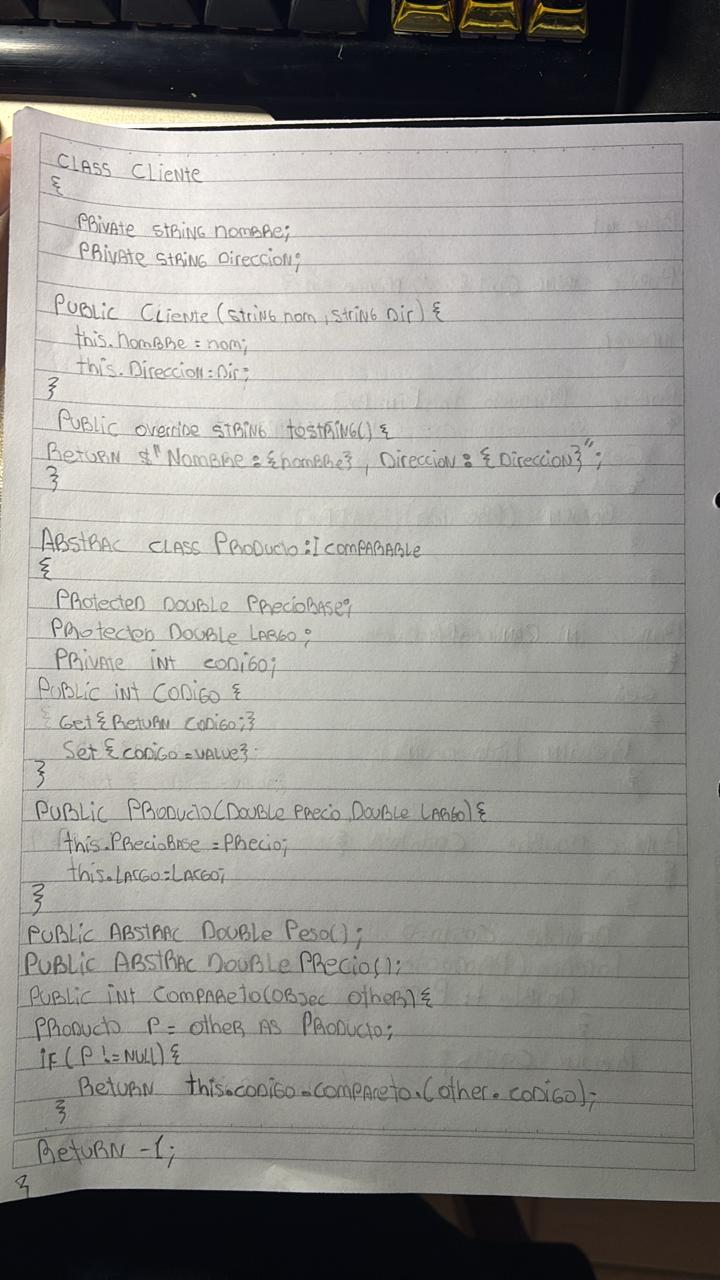 CLASS Cliente
{
PRivate STRING nomBRe;
PRivate STRING Direccion;
PUBLIC Cliente (string nom, string Dir) {
this.nomBRe = nom;
this.Direccion = Dir;
}
PUBLIC override STRING toSTRING() {
ReTURN $"NomBRe: {nomBRe}, Direccion: {Direccion}";
}
ABSTRAC CLASS PRoDucto: IcomPARABLe
{
PRoTecTeD DouBLe PRecioBASe;
PRoTecTeD DouBLe LARGo;
PRivATe INT coDiGo;
PUBLIC INT CoDiGo {
Get {ReTuRN coDiGo;}
Set {coDiGo = VALUe}
}
PUBLIC PRoDucto(DouBLe PRecio, DouBLe LARGo) {
this.PRecioBASe = PRecio;
this.LARGo = LARGo;
}
PUBLIC ABSTRAC DouBLe Peso();
PUBLIC ABSTRAC DouBLe PRecio();
PUBLIC INT comPAReto(OBJec otheR) {
PRoDucto P = otheR AS PRoDucto;
iF (P != NULL) {
ReTuRN this.coDiGo.comPAReto.(other.coDiGo);
}
ReTuRN -1;
}